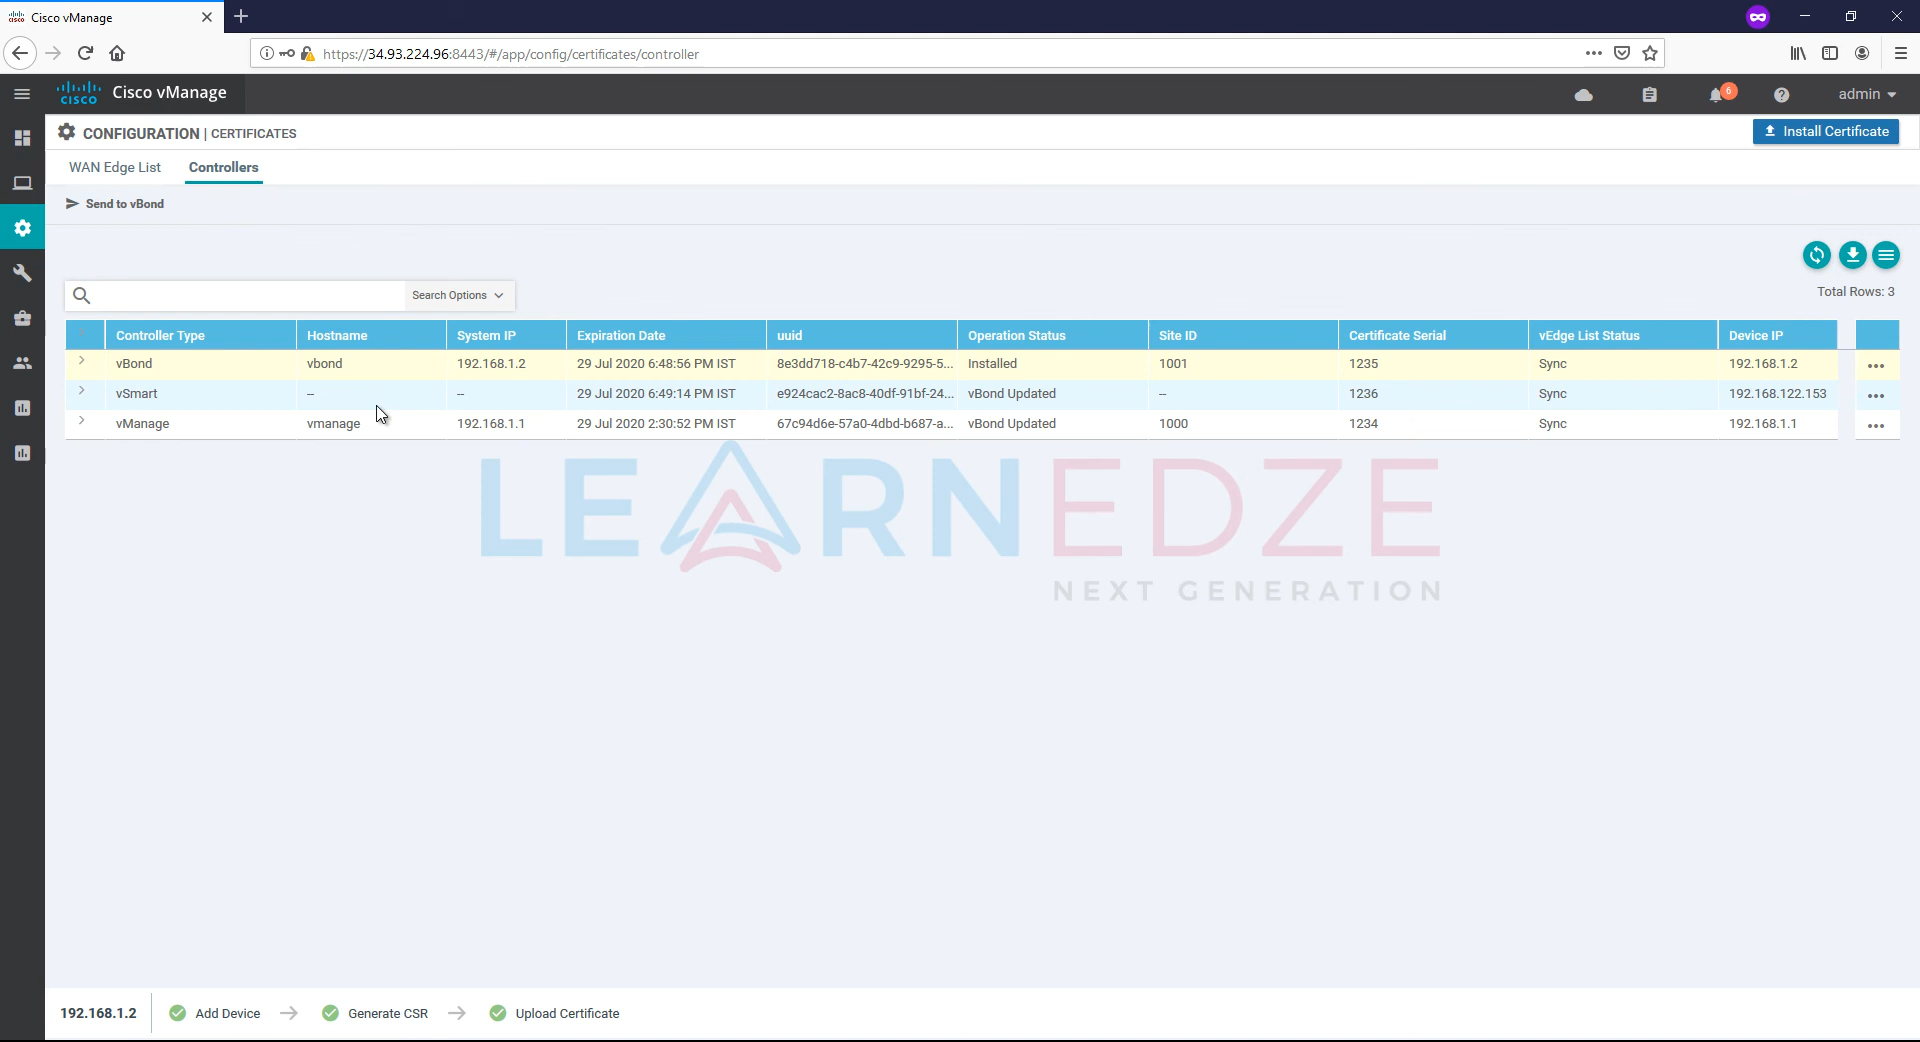 Cisco vManage
https://34.93.224.96:8443/#/app/config/certificates/controller
cisco Cisco vManage 6 admin
CONFIGURATION | CERTIFICATES Install Certificate
WAN Edge List Controllers
Send to vBond
Total Rows: 3
Search Options
Controller Type Hostname System IP Expiration Date uuid Operation Status Site ID Certificate Serial vEdge List Status Device IP
vBond vbond 192.168.1.2 29 Jul 2020 6:48:56 PM IST 8e3dd718-c4b7-42c9-9295-5... Installed 1001 1235 Sync 192.168.1.2
vSmart -- -- 29 Jul 2020 6:49:14 PM IST e924cac2-8ac8-40df-91bf-24... vBond Updated -- 1236 Sync 192.168.122.153
vManage vmanage 192.168.1.1 29 Jul 2020 2:30:52 PM IST 67c94d6e-57a0-4dbd-b687-a... vBond Updated 1000 1234 Sync 192.168.1.1
LEARNEDZE
NEXT GENERATION
192.168.1.2 Add Device Generate CSR Upload Certificate